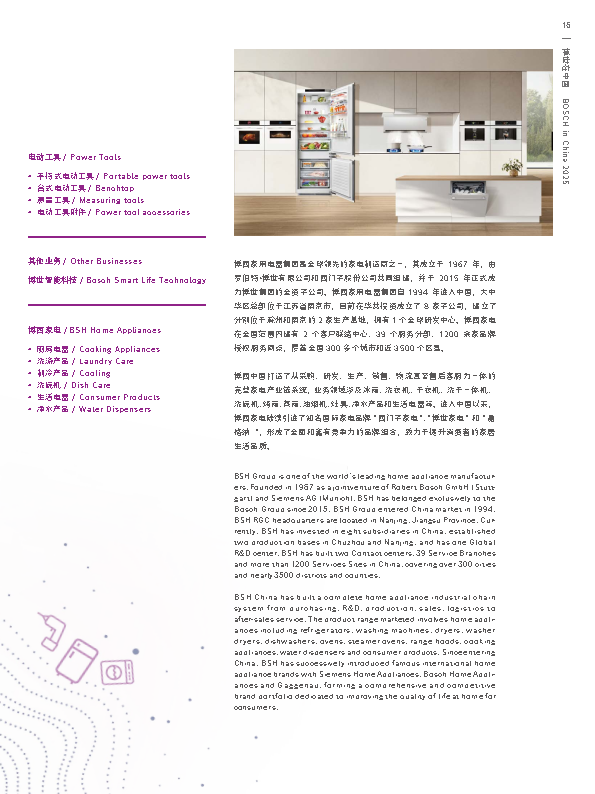 15
博世在中国 BOSCH in China 2025
电动工具 / Power Tools
• 手持式电动工具 / Portable power tools
• 台式电动工具 / Benchtop
• 测量工具 / Measuring tools
• 电动工具附件 / Power tool accessories
其他业务 / Other Businesses
博世智能科技 / Bosch Smart Life Technology
博西家电 / BSH Home Appliances
• 厨房电器 / Cooking Appliances
• 洗涤产品 / Laundry Care
• 制冷产品 / Cooling
• 洗碗机 / Dish Care
• 生活电器 / Consumer Products
• 净水产品 / Water Dispensers
博西家用电器集团是全球领先的家电制造商之一，其成立于 1967 年，由
罗伯特•博世有限公司和西门子股份公司共同组建，并于 2015 年正式成
为博世集团的全资子公司。博西家用电器集团自 1994 年进入中国，大中
华区总部位于江苏省南京市，目前在华共投资成立了 8 家子公司，建立了
分别位于滁州和南京的 2 家生产基地，拥有 1 个全球研发中心。博西家电
在全国范围内建有 2 个客户联络中心、39 个服务分部、1200 余家品牌
授权服务网点，覆盖全国 300 多个城市和近 3500 个区县。
博西中国打造了从采购、研发、生产、销售、物流直至售后服务为一体的
完整家电产业链系统，业务领域涉及冰箱、洗衣机、干衣机、洗干一体机、
洗碗机、烤箱、蒸箱、油烟机、灶具、净水产品和生活电器等。进入中国以来，
博西家电陆续引进了知名国际家电品牌“西门子家电”、“博世家电”和“嘉
格纳”，形成了全面和富有竞争力的品牌组合，致力于提升消费者的家居
生活品质。
BSH Group is one of the world's leading home appliance manufactur-
ers. Founded in 1967 as a joint venture of Robert Bosch GmbH (Stutt-
gart) and Siemens AG (Munich), BSH has belonged exclusively to the
Bosch Group since 2015. BSH Group entered China market in 1994.
BSH RGC headquarters are located in Nanjing, Jiangsu Province. Cur-
rently, BSH has invested in eight subsidiaries in China, established
two production bases in Chuzhou and Nanjing, and has one Global
R&D center. BSH has built two Contact centers, 39 Service Branches
and more than 1200 Services Sites in China, covering over 300 cities
and nearly 3500 districts and counties.
BSH China has built a complete home appliance industrial chain
system from purchasing, R&D, production, sales, logistics to
after-sales service. The product range marketed involves home appli-
ances including refrigerators, washing machines, dryers, washer
dryers, dishwashers, ovens, steamer ovens, range hoods, cooking
appliances, water dispensers and consumer products. Since entering
China, BSH has successively introduced famous international home
appliance brands with Siemens Home Appliances, Bosch Home Appli-
ances and Gaggenau, forming a comprehensive and competitive
brand portfolio dedicated to improving the quality of life at home for
consumers.